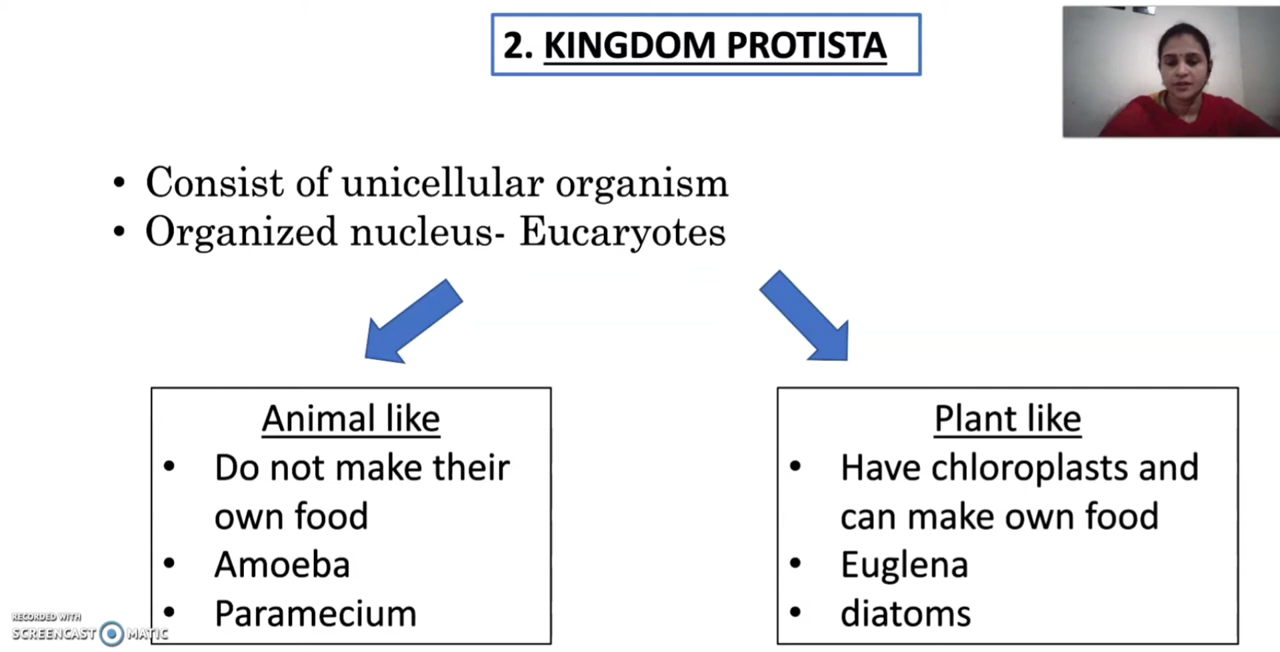 2. KINGDOM PROTISTA
• Consist of unicellular organism
• Organized nucleus- Eucaryotes
Animal like
• Do not make their
own food
• Amoeba
• Paramecium
Plant like
• Have chloroplasts and
can make own food
• Euglena
• diatoms
RECORDED WITH
SCREENCAST MATIC